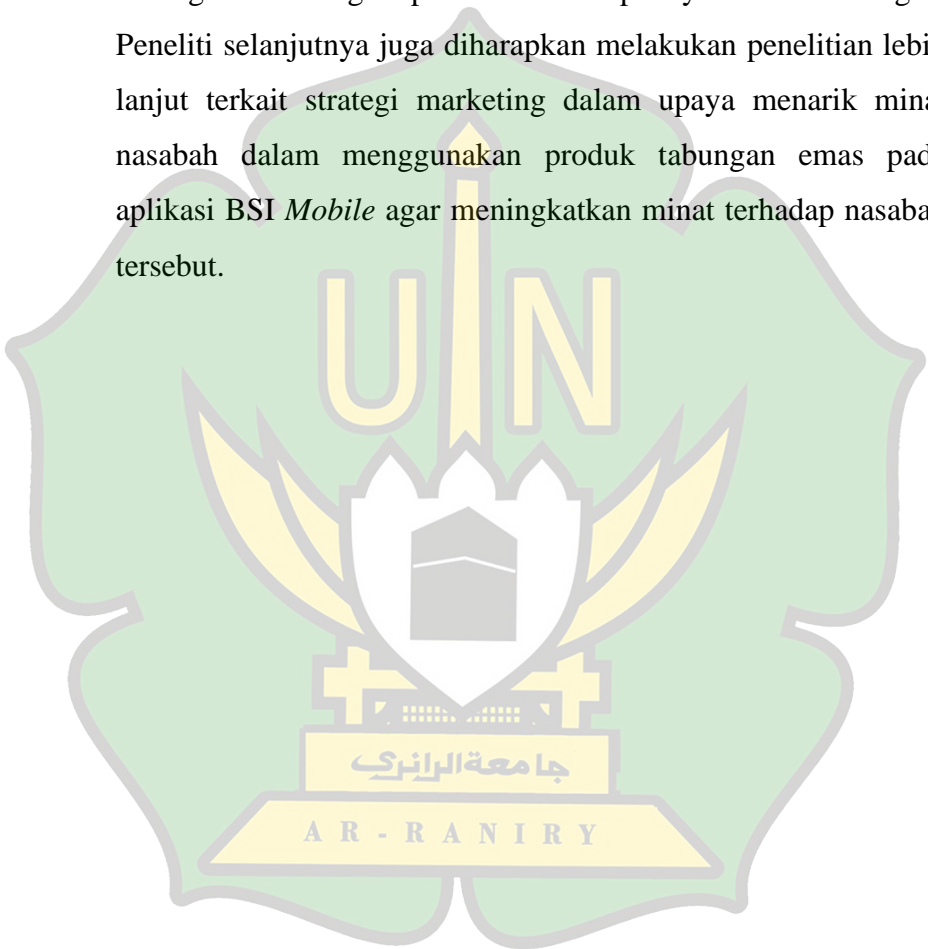 Peneliti selanjutnya juga diharapkan melakukan penelitian lebi
lanjut terkait strategi marketing dalam upaya menarik mina
nasabah dalam menggunakan produk tabungan emas pad
aplikasi BSI Mobile agar meningkatkan minat terhadap nasaba
tersebut.
UIN
جامعة الرانري
AR-RANIRY